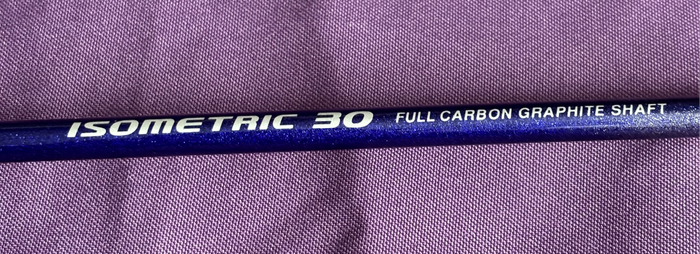 ISOMETRIC 30 FULL CARBON GRAPHITE SHAFT